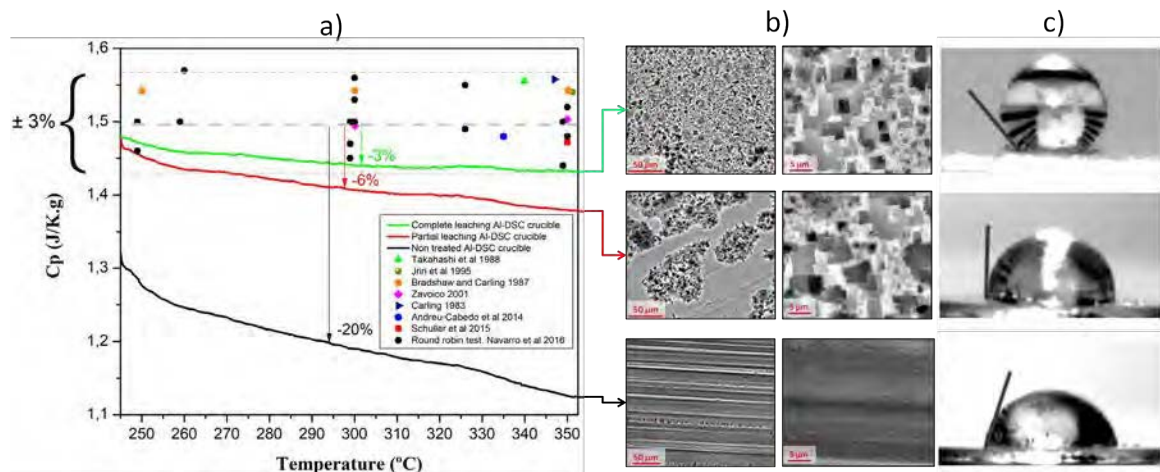 a)
b)
c)
1,6
1,5
1,4
1,3
1,2
1,1
± 3%
Cp (J/K.g)
-3%
-6%
-20%
Complete leaching Al-DSC crucible
Partial leaching Al-DSC crucible
Non treated Al-DSC crucible
Takahashi et al 1988
Jriri et al 1995
Bradshaw and Carling 1987
Zavoico 2001
Carling 1983
Andreu-Cabedo et al 2014
Schuller et al 2015
Round robin test. Navarro et al 2016
250 260 270 280 290 300 310 320 330 340 350
Temperature (ºC)
50 µm
5 µm
50 µm
5 µm
50 µm
5 µm